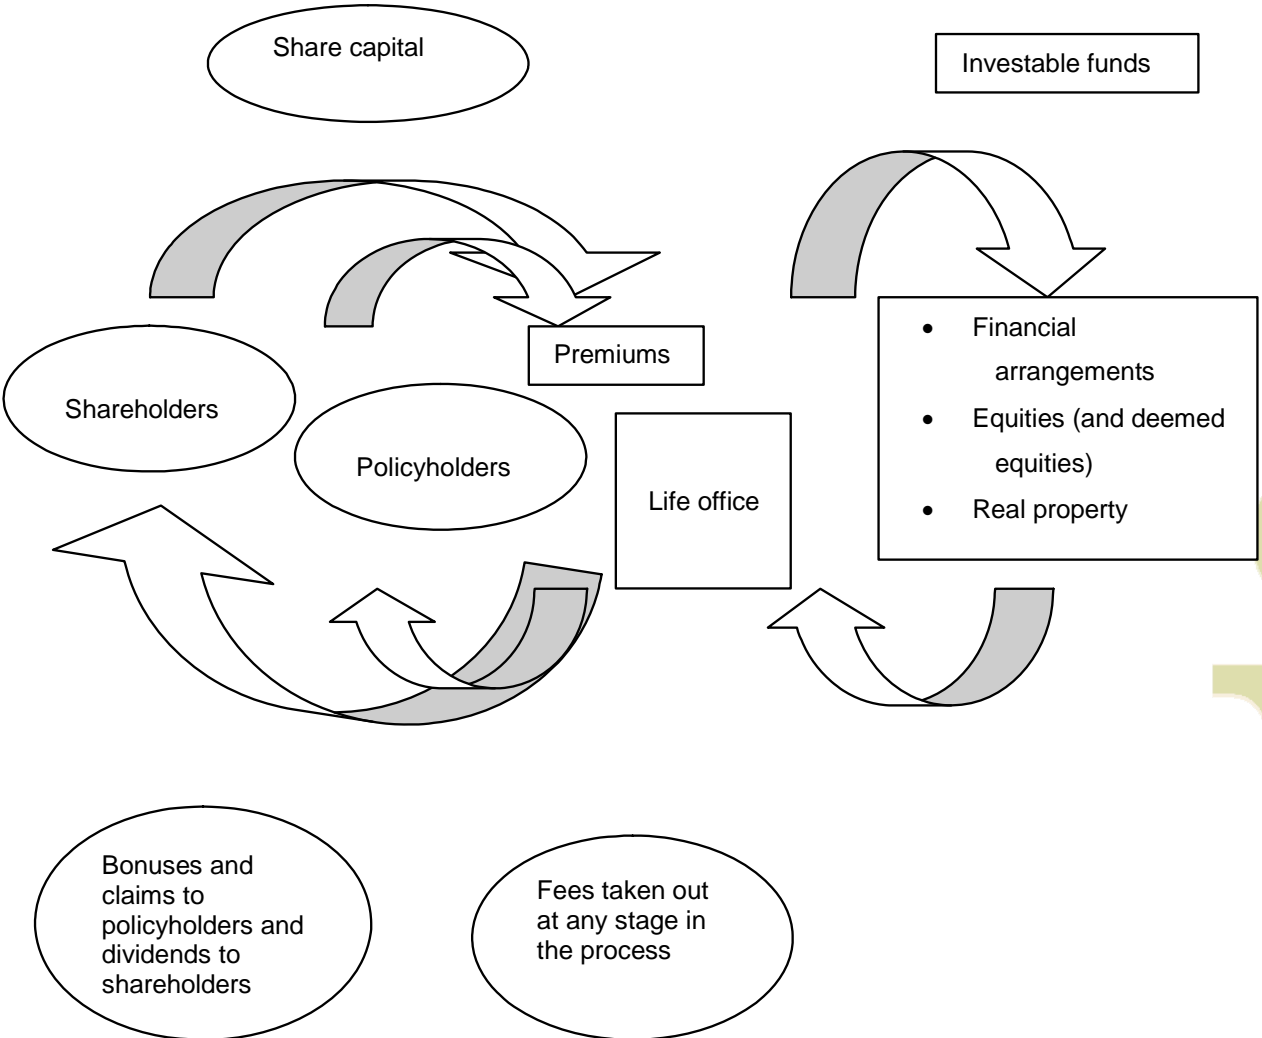 Share capital
Investable funds
Premiums
Shareholders
Policyholders
Life office
• Financial
arrangements
• Equities (and deemed
equities)
• Real property
Bonuses and
claims to
policyholders and
dividends to
shareholders
Fees taken out
at any stage in
the process